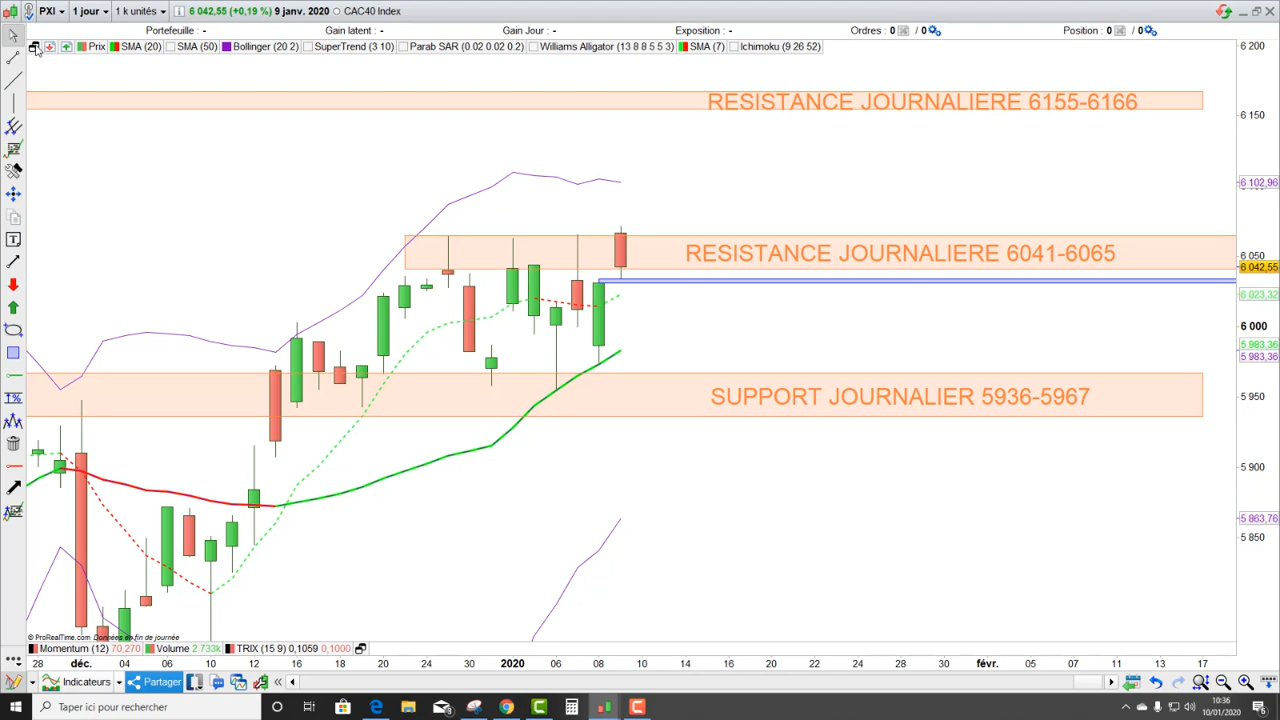 PXI 1 jour 1 k unités 6 042,55 (+0,19 %) 9 janv. 2020 CAC40 Index
Portefeuille : - Gain latent : - Gain Jour : - Exposition : - Ordres : 0 / 0 Position : 0 / 0
Prix SMA (20) SMA (50) Bollinger (20 2) SuperTrend (3 10) Parab SAR (0.02 0.02 0.2) Williams Alligator (13 8 8 5 5 3) SMA (7) Ichimoku (9 26 52)
6 200
RESISTANCE JOURNALIERE 6155-6166
6 150
6 102,96
RESISTANCE JOURNALIERE 6041-6065
6 050
6 042,55
6 023,32
6 000
5 983,36
5 983,36
SUPPORT JOURNALIER 5936-5967
5 950
5 900
5 863,76
5 850
© ProRealTime.com Données en fin de journée
Momentum (12) 70,270 Volume 2 733k TRIX (15 9) 0,1059 0,1000
28 déc. 04 06 10 12 16 18 20 24 26 30 2020 06 08 10 14 16 20 22 24 28 30 févr. 05 07 11 13 17
Indicateurs Partager
Taper ici pour rechercher
10:36
10/01/2020